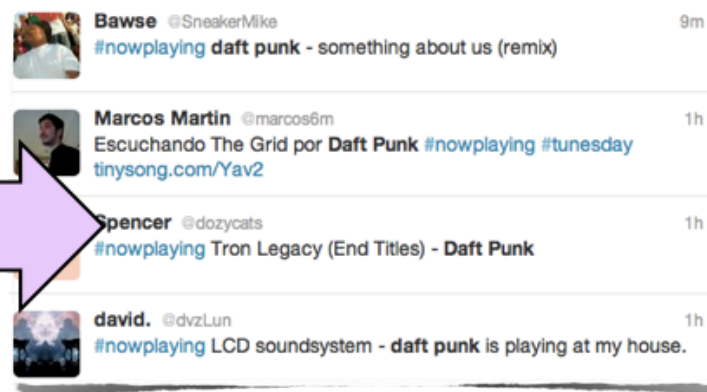 Bawse @SneakerMike 9m
#nowplaying daft punk - something about us (remix)
Marcos Martin @marcos6m 1h
Escuchando The Grid por Daft Punk #nowplaying #tunesday
tinysong.com/Yav2
Spencer @dozycats 1h
#nowplaying Tron Legacy (End Titles) - Daft Punk
david. @dvzLun 1h
#nowplaying LCD soundsystem - daft punk is playing at my house.